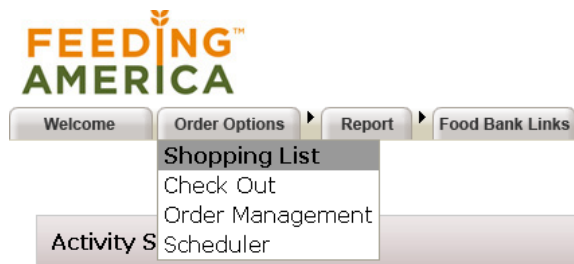 FEEDING™
AMERICA
Welcome Order Options Report Food Bank Links
Shopping List
Check Out
Order Management
Activity S Scheduler